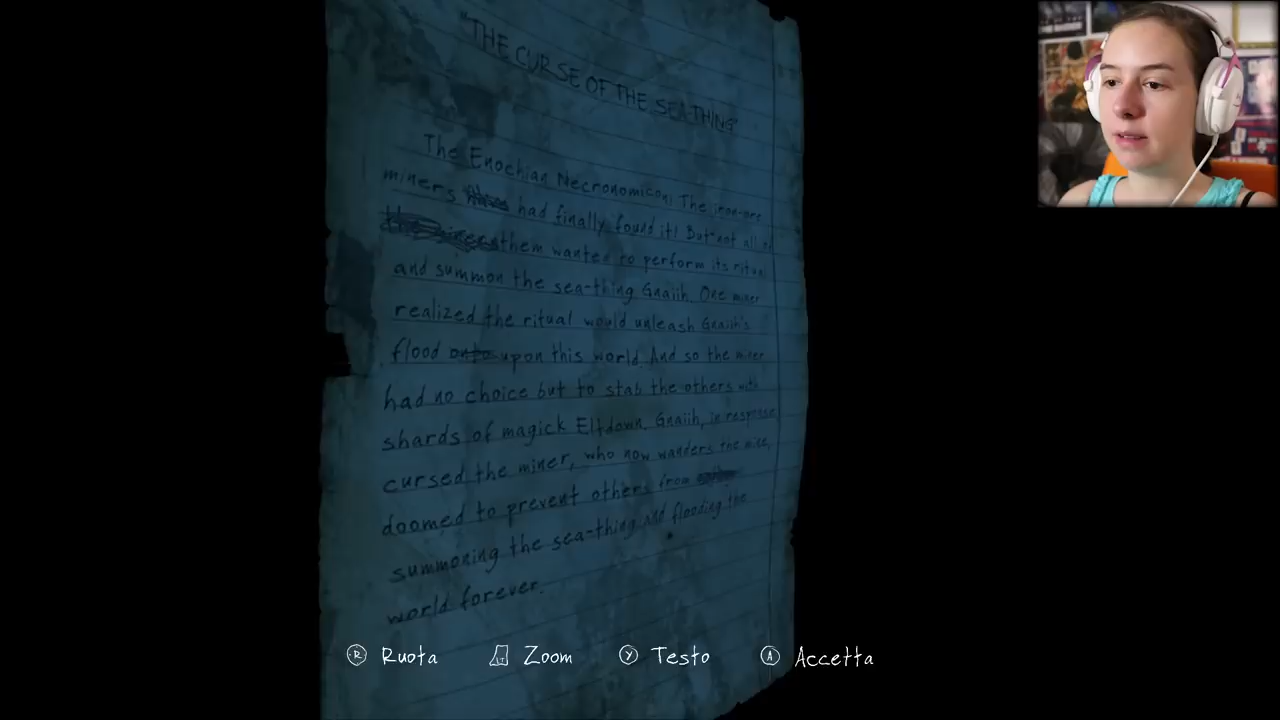 "THE CURSE OF THE SEA-THING"
The Enochian Necronomicon! The iron-ore
miners had finally found it! But not all of
them wanted to perform its ritual
and summon the sea-thing Gnaiih. One miner
realized the ritual would unleash Gnaiih's
flood onto upon this world. And so the miner
had no choice but to stab the others with
shards of magick Eltdown. Gnaiih, in response
cursed the miner, who now wanders the mine,
doomed to prevent others from
summoning the sea-thing and flooding the
world forever.
R Ruota Zoom Y Testo A Accetta